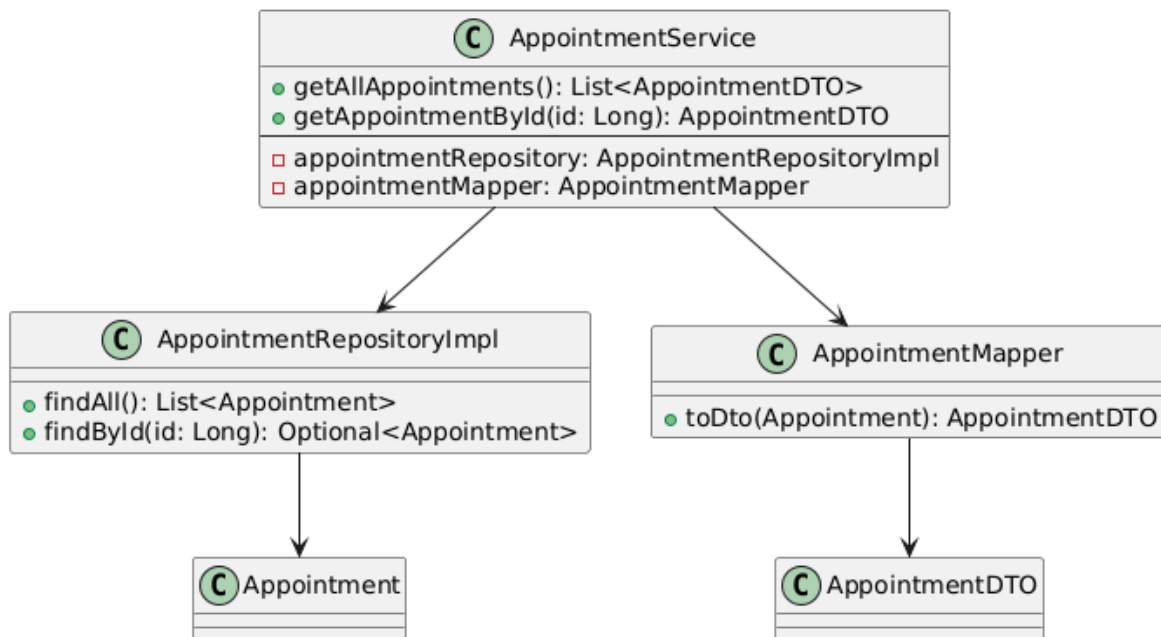 C AppointmentService
getAllAppointments(): List<AppointmentDTO>
getAppointmentById(id: Long): AppointmentDTO
appointmentRepository: AppointmentRepositoryImpl
appointmentMapper: AppointmentMapper
C AppointmentRepositoryImpl
findAll(): List<Appointment>
findById(id: Long): Optional<Appointment>
C AppointmentMapper
toDto(Appointment): AppointmentDTO
C Appointment
C AppointmentDTO